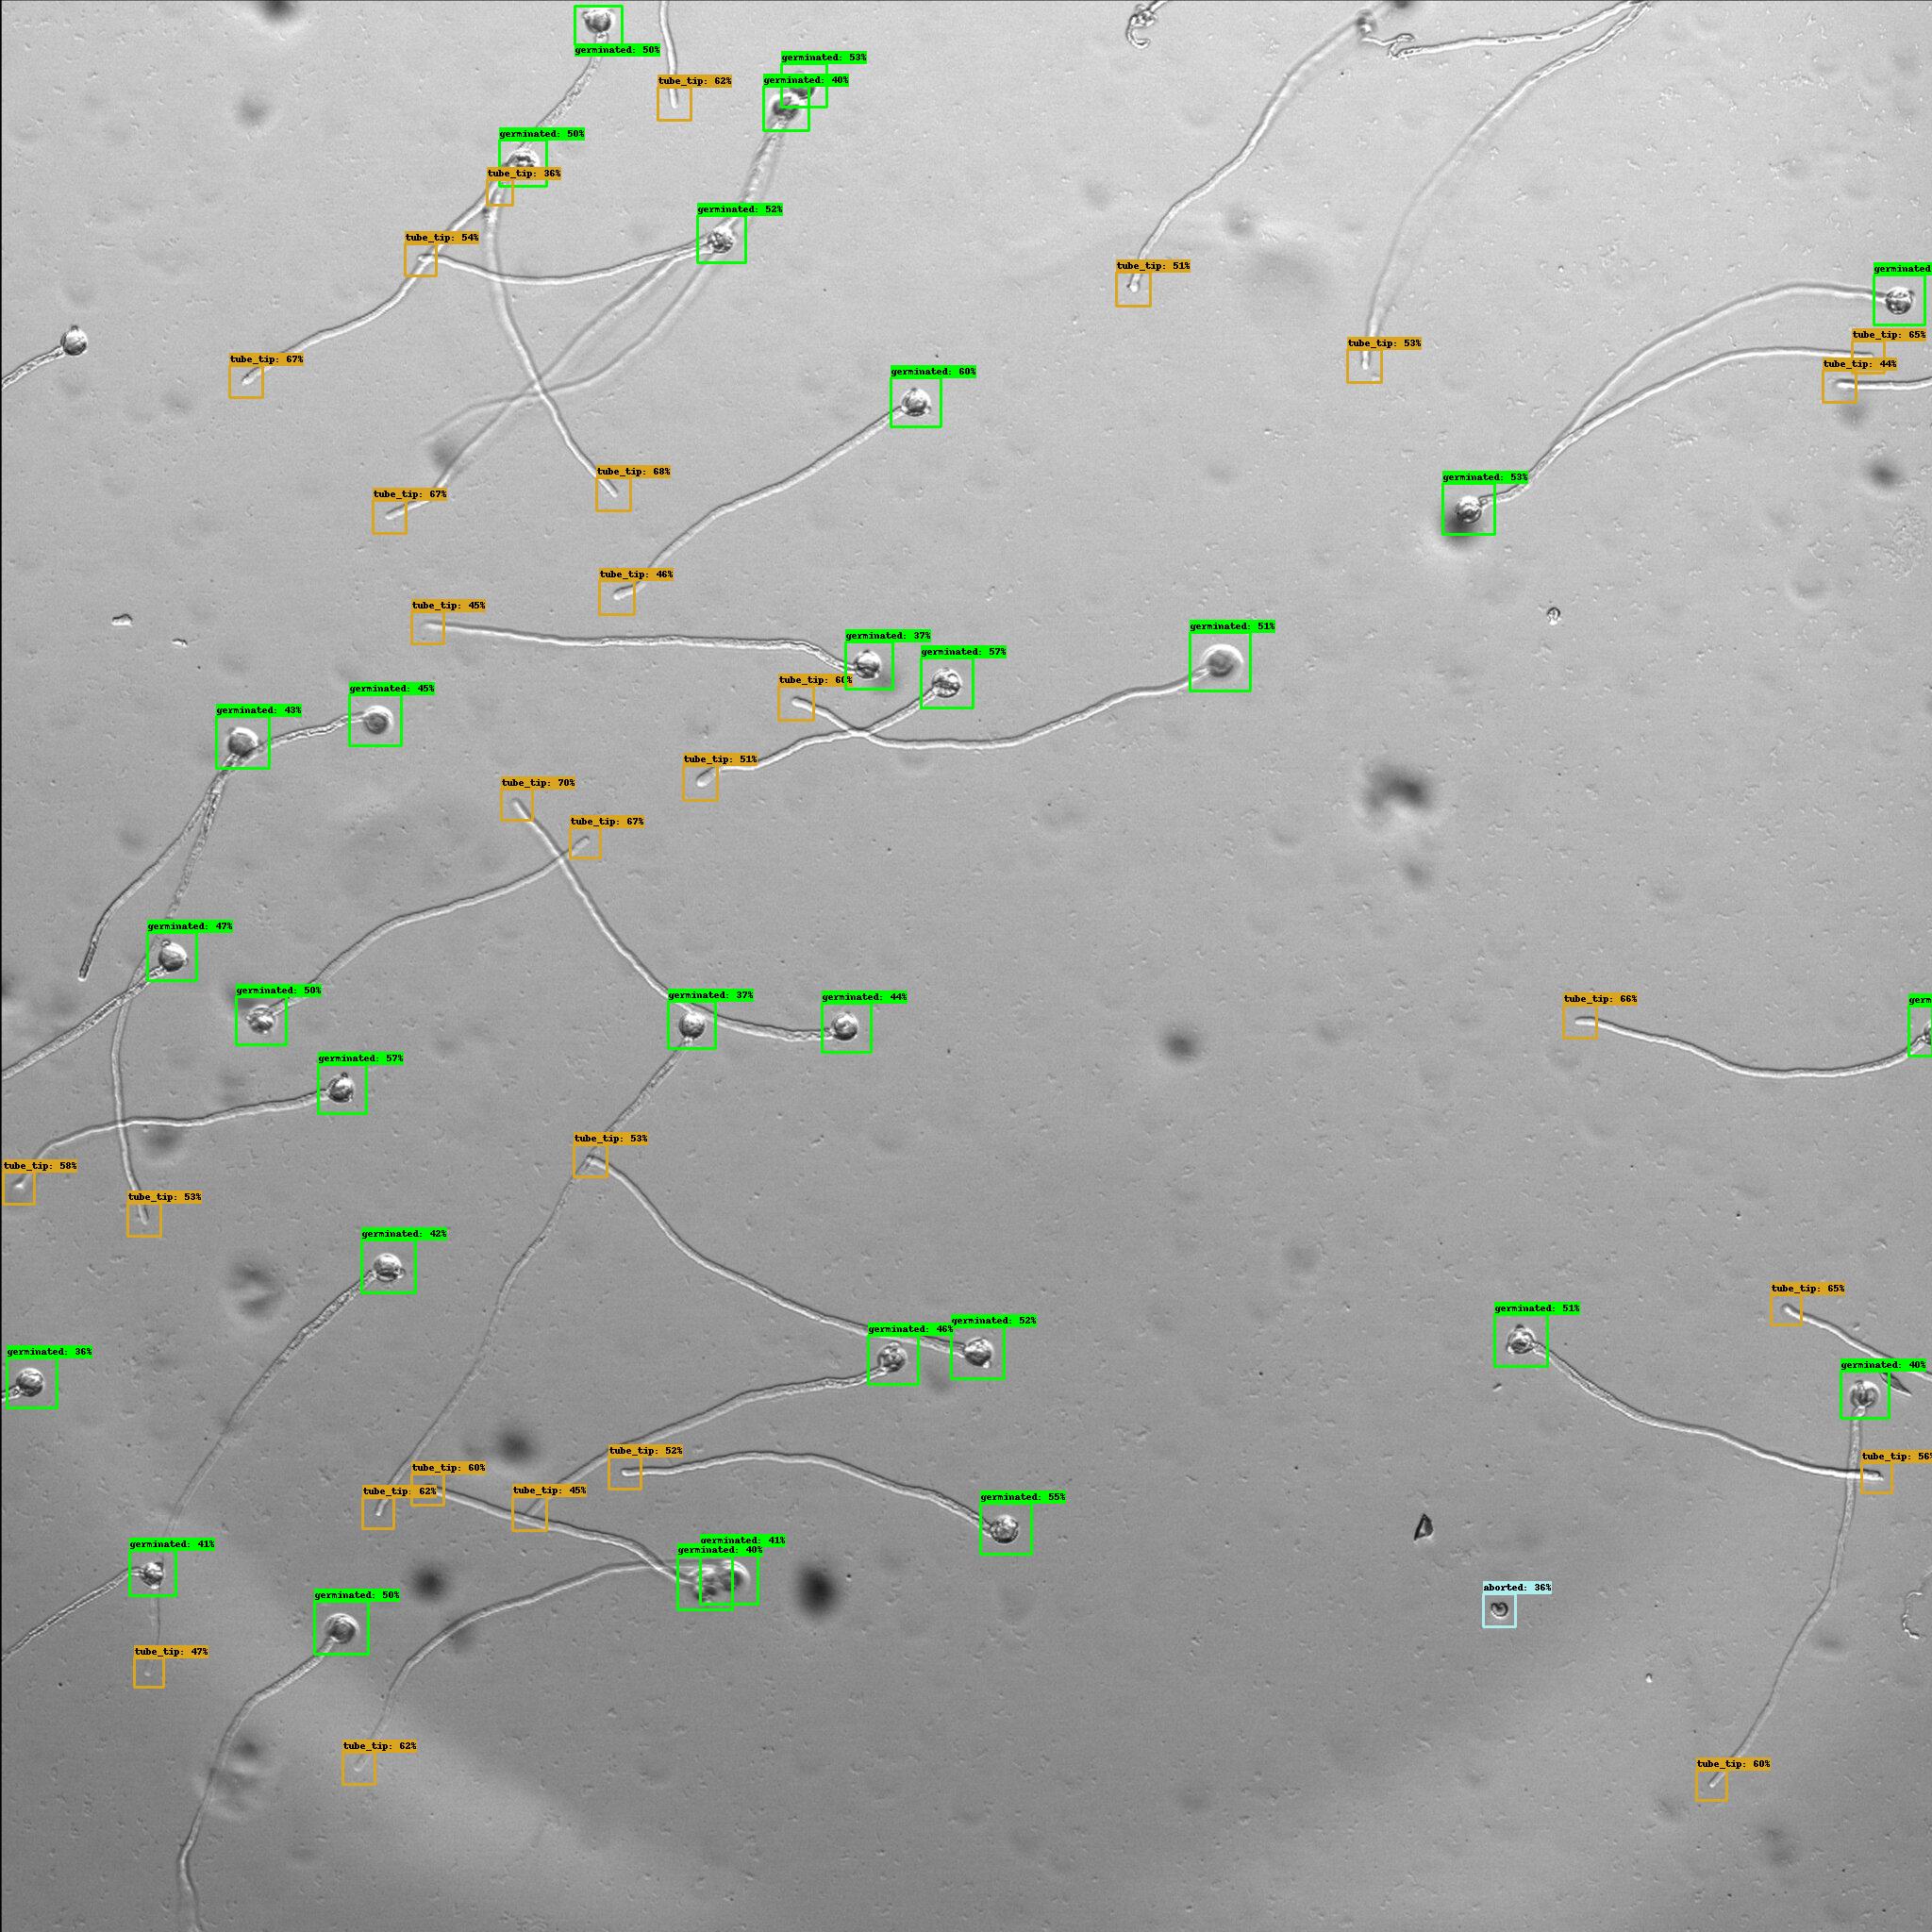 germinated: 50%
germinated: 53%
tube_tip: 62%
germinated: 40%
germinated: 50%
tube_tip: 36%
germinated: 52%
tube_tip: 54%
tube_tip: 51%
germinated
tube_tip: 65%
tube_tip: 53%
tube_tip: 67%
tube_tip: 44%
germinated: 60%
tube_tip: 68%
germinated: 53%
tube_tip: 67%
tube_tip: 46%
tube_tip: 45%
germinated: 51%
germinated: 37%
germinated: 57%
tube_tip: 60%
germinated: 45%
germinated: 43%
tube_tip: 51%
tube_tip: 70%
tube_tip: 67%
germinated: 47%
germinated: 50%
germinated: 37%
germinated: 44%
tube_tip: 66%
germ
germinated: 57%
tube_tip: 53%
tube_tip: 58%
tube_tip: 53%
germinated: 42%
tube_tip: 65%
germinated: 51%
germinated: 52%
germinated: 46%
germinated: 36%
germinated: 40%
tube_tip: 52%
tube_tip: 56%
tube_tip: 60%
tube_tip: 62%
tube_tip: 45%
germinated: 55%
germinated: 41%
germinated: 41%
germinated: 40%
aborted: 36%
germinated: 50%
tube_tip: 47%
tube_tip: 62%
tube_tip: 60%